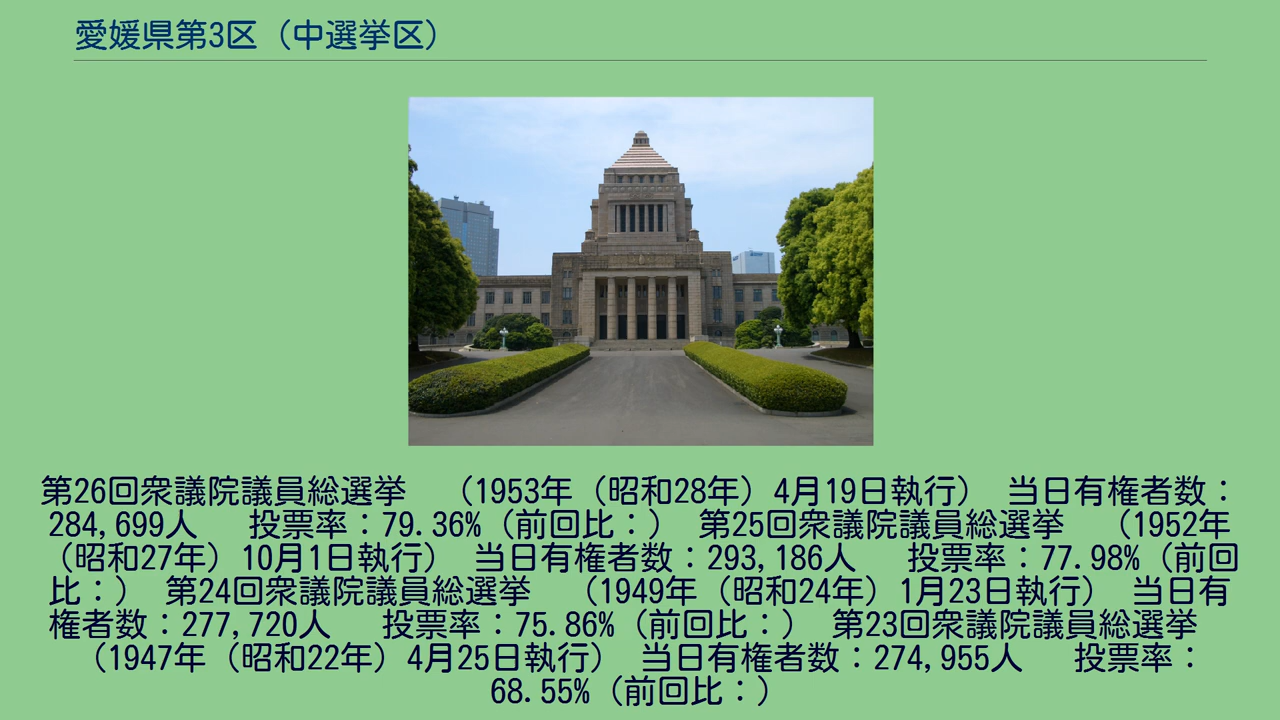 愛媛県第3区（中選挙区）
第26回衆議院議員総選挙　（1953年（昭和28年）4月19日執行）　当日有権者数：
284,699人　 投票率：79.36%（前回比：）　第25回衆議院議員総選挙　（1952年
（昭和27年）10月1日執行）　当日有権者数：293,186人　 投票率：77.98%（前回
比：）　第24回衆議院議員総選挙　（1949年（昭和24年）1月23日執行）　当日有
権者数：277,720人　 投票率：75.86%（前回比：）　第23回衆議院議員総選挙
（1947年（昭和22年）4月25日執行）　当日有権者数：274,955人　 投票率：
68.55%（前回比：）